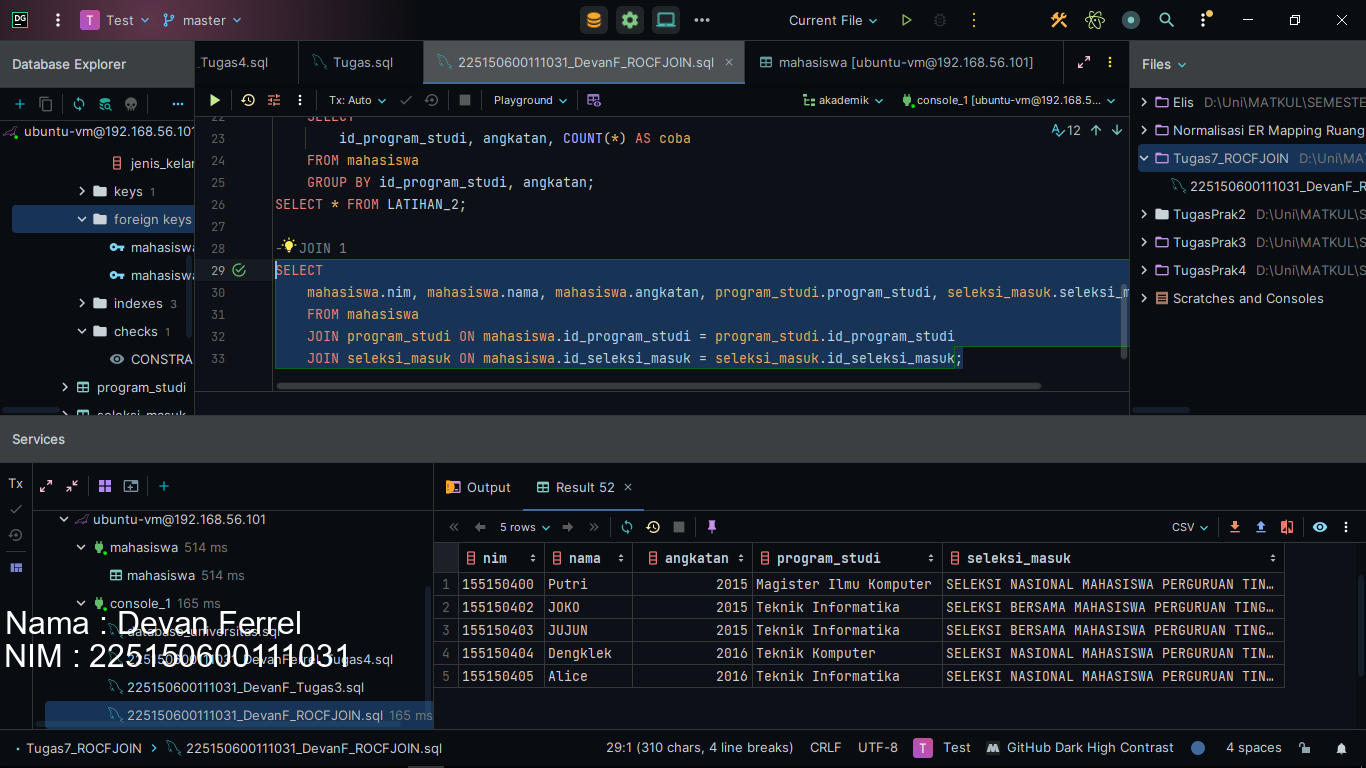 DG
T Test
master
Current File
Database Explorer
_Tugas4.sql
Tugas.sql
225150600111031_DevanF_ROCFJOIN.sql
mahasiswa [ubuntu-vm@192.168.56.101]
Files
Tx: Auto
Playground
akademik
console_1 [ubuntu-vm@192.168.5...
ubuntu-vm@192.168.56.101
jenis_kelar
keys 1
foreign keys
mahasiswa
mahasiswa
indexes 3
checks 1
CONSTRA
program_studi
seleksi_masuk
12
22 SELECT
23 id_program_studi, angkatan, COUNT(*) AS coba
24 FROM mahasiswa
25 GROUP BY id_program_studi, angkatan;
26 SELECT * FROM LATIHAN_2;
27
28 - JOIN 1
29 SELECT
30 mahasiswa.nim, mahasiswa.nama, mahasiswa.angkatan, program_studi.program_studi, seleksi_masuk.seleksi_m
31 FROM mahasiswa
32 JOIN program_studi ON mahasiswa.id_program_studi = program_studi.id_program_studi
33 JOIN seleksi_masuk ON mahasiswa.id_seleksi_masuk = seleksi_masuk.id_seleksi_masuk;
Elis D:\Uni\MATKUL\SEMESTE
Normalisasi ER Mapping Ruang
Tugas7_ROCFJOIN D:\Uni\MAT
225150600111031_DevanF_R
TugasPrak2 D:\Uni\MATKUL\S
TugasPrak3 D:\Uni\MATKUL\S
TugasPrak4 D:\Uni\MATKUL\S
Scratches and Consoles
Services
Tx
ubuntu-vm@192.168.56.101
mahasiswa 514 ms
mahasiswa 514 ms
console_1 165 ms
database_universitas.sql
225150600111031_DevanFerrel_Tugas4.sql
225150600111031_DevanF_Tugas3.sql
225150600111031_DevanF_ROCFJOIN.sql 165 ms
Nama : Devan Ferrel
NIM : 225150600111031
Output
Result 52
5 rows
CSV
nim nama angkatan program_studi seleksi_masuk
1 155150400 Putri 2015 Magister Ilmu Komputer SELEKSI NASIONAL MAHASISWA PERGURUAN TIN…
2 155150402 JOKO 2015 Teknik Informatika SELEKSI BERSAMA MAHASISWA PERGURUAN TING…
3 155150403 JUJUN 2015 Teknik Informatika SELEKSI BERSAMA MAHASISWA PERGURUAN TING…
4 155150404 Dengklek 2016 Teknik Komputer SELEKSI NASIONAL MAHASISWA PERGURUAN TIN…
5 155150405 Alice 2016 Teknik Informatika SELEKSI NASIONAL MAHASISWA PERGURUAN TIN…
Tugas7_ROCFJOIN
225150600111031_DevanF_ROCFJOIN.sql
29:1 (310 chars, 4 line breaks)
CRLF
UTF-8
T Test
GitHub Dark High Contrast
4 spaces